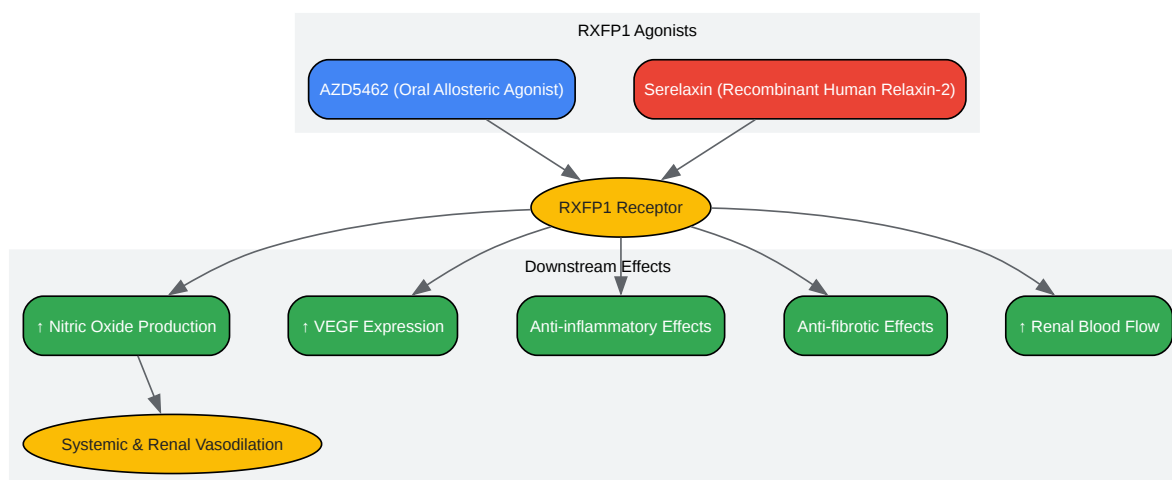 RXFP1 Agonists
AZD5462 (Oral Allosteric Agonist)
Serelaxin (Recombinant Human Relaxin-2)
RXFP1 Receptor
Downstream Effects
↑ Nitric Oxide Production
↑ VEGF Expression
Anti-inflammatory Effects
Anti-fibrotic Effects
↑ Renal Blood Flow
Systemic & Renal Vasodilation